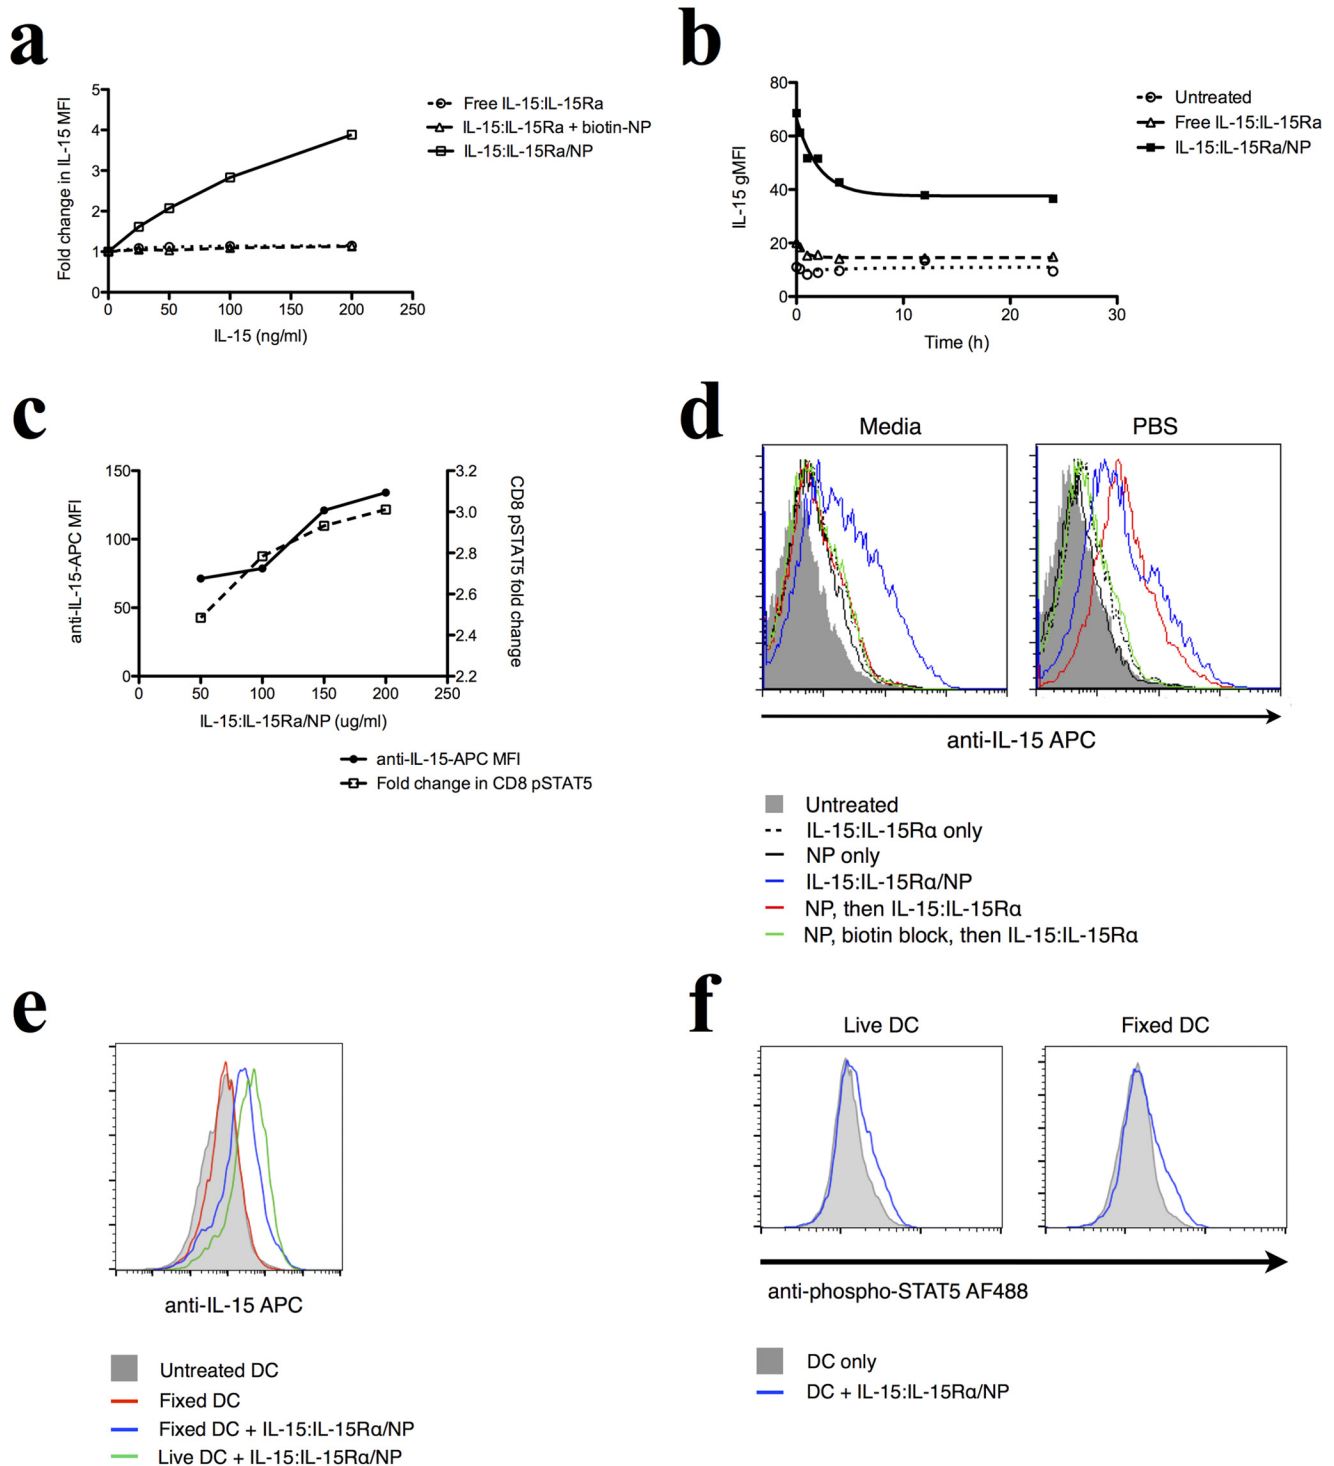 a
5
4
3
2
1
0
0
50
100
150
200
250
Fold change in IL-15 MFI
IL-15 (ng/ml)
Free IL-15:IL-15Ra
IL-15:IL-15Ra + biotin-NP
IL-15:IL-15Ra/NP
b
80
60
40
20
0
0
10
20
30
IL-15 gMFI
Time (h)
Untreated
Free IL-15:IL-15Ra
IL-15:IL-15Ra/NP
c
150
100
50
0
3.2
3.0
2.8
2.6
2.4
2.2
0
50
100
150
200
250
anti-IL-15-APC MFI
CD8 pSTAT5 fold change
IL-15:IL-15Ra/NP (ug/ml)
anti-IL-15-APC MFI
Fold change in CD8 pSTAT5
d
Media
PBS
anti-IL-15 APC
Untreated
IL-15:IL-15Rα only
NP only
IL-15:IL-15Rα/NP
NP, then IL-15:IL-15Rα
NP, biotin block, then IL-15:IL-15Rα
e
anti-IL-15 APC
Untreated DC
Fixed DC
Fixed DC + IL-15:IL-15Rα/NP
Live DC + IL-15:IL-15Rα/NP
f
Live DC
Fixed DC
anti-phospho-STAT5 AF488
DC only
DC + IL-15:IL-15Rα/NP